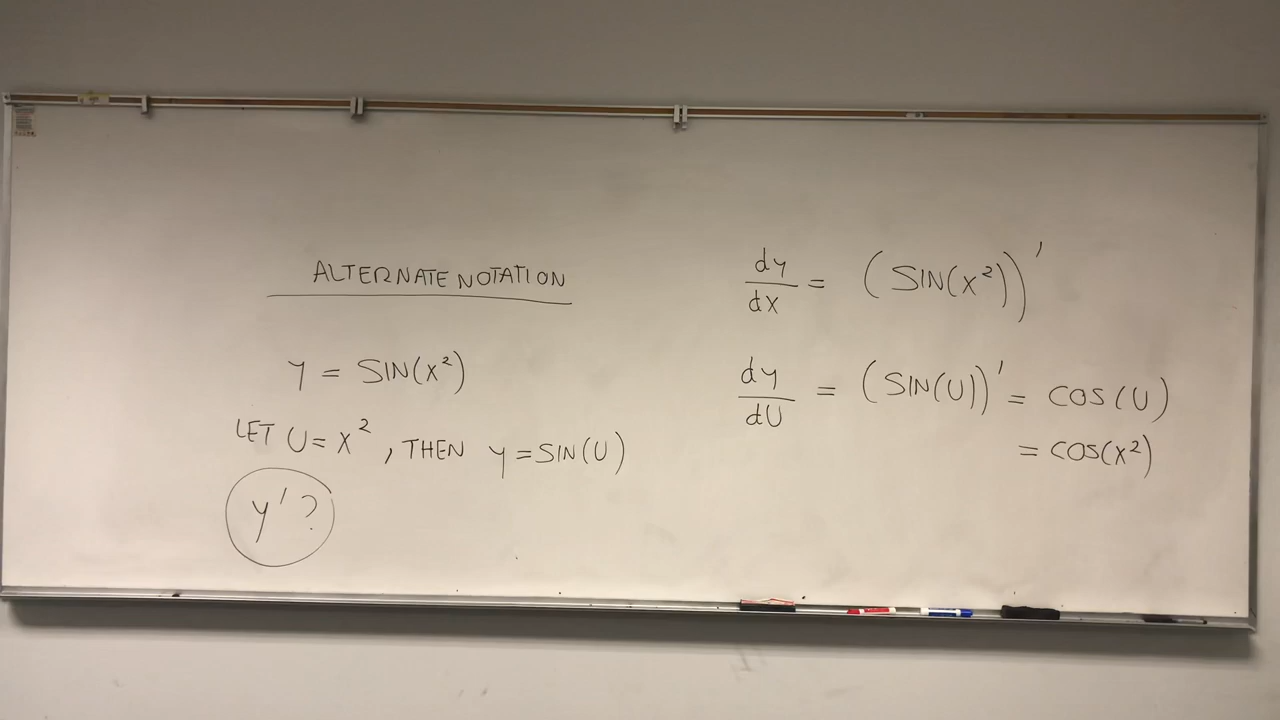 ALTERNATE NOTATION
y = SIN(x²)
LET U = x², THEN y = SIN(U)
y' ?
dy/dx = (SIN(x²))'
dy/dU = (SIN(U))' = COS(U)
= COS(x²)